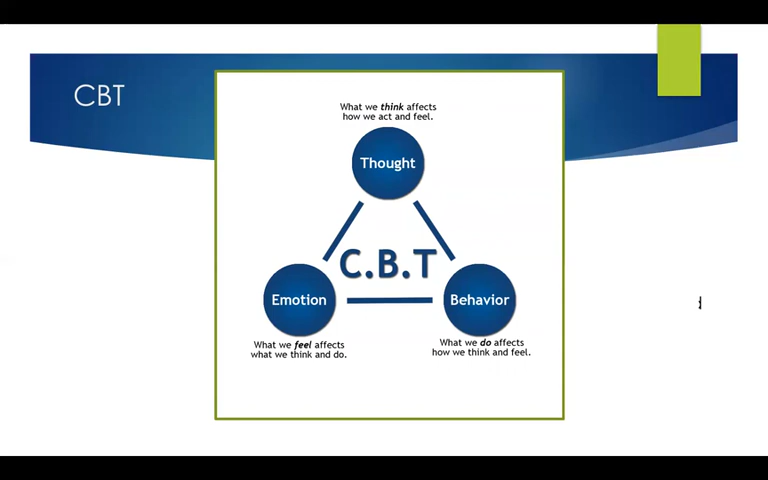 CBT
What we think affects
how we act and feel.
Thought
C.B.T
Emotion
Behavior
What we feel affects
what we think and do.
What we do affects
how we think and feel.